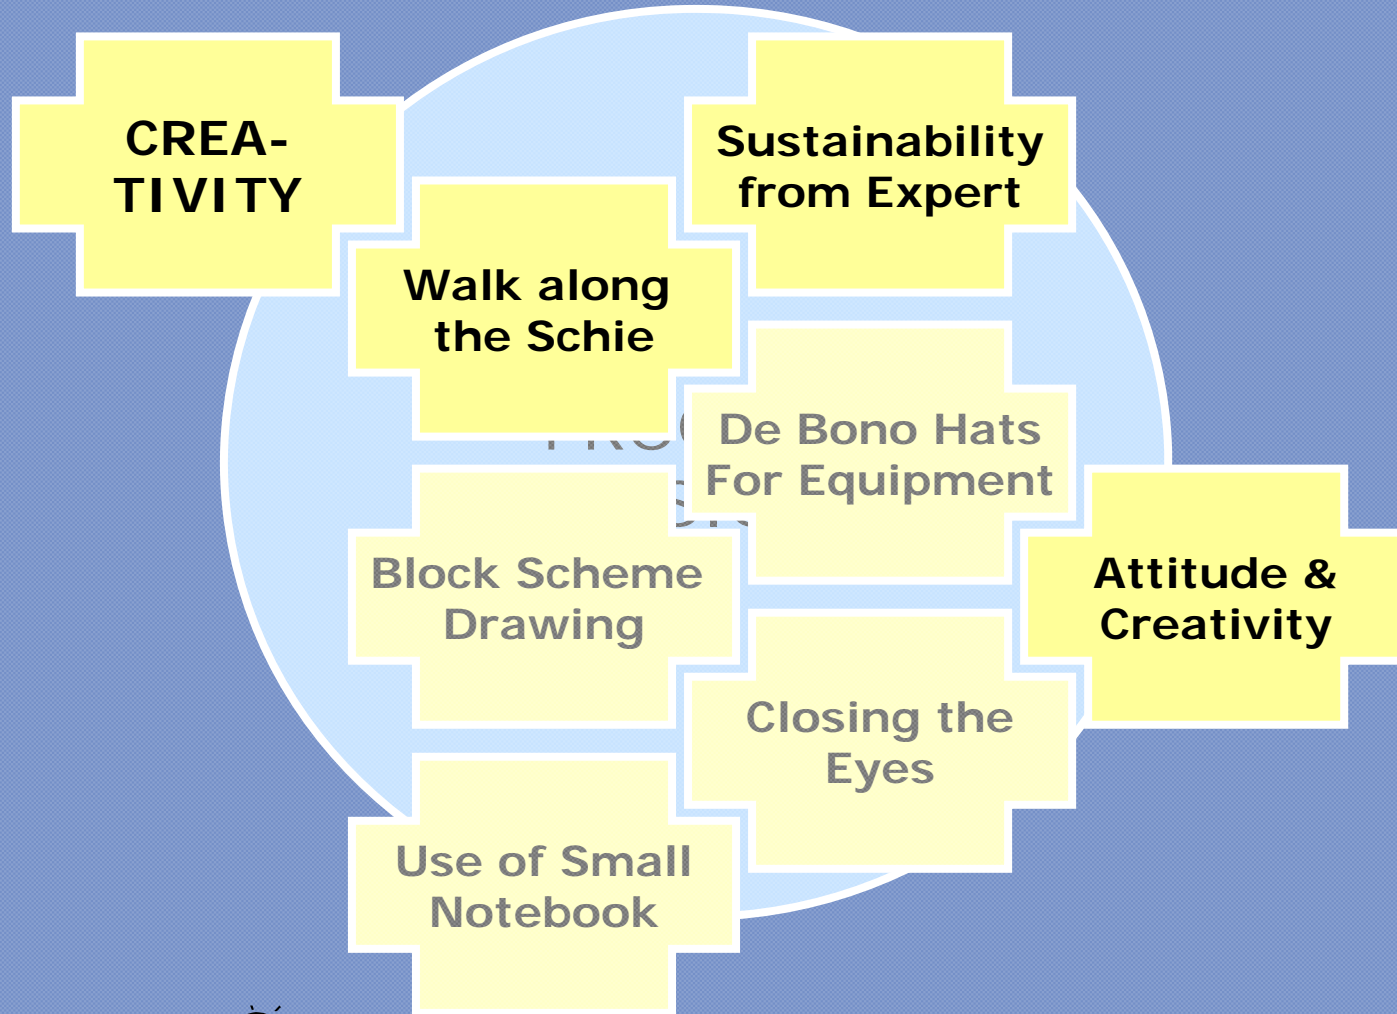 CREA-
TIVITY
Sustainability
from Expert
Walk along
the Schie
De Bono Hats
For Equipment
Block Scheme
Drawing
Attitude &
Creativity
Closing the
Eyes
Use of Small
Notebook